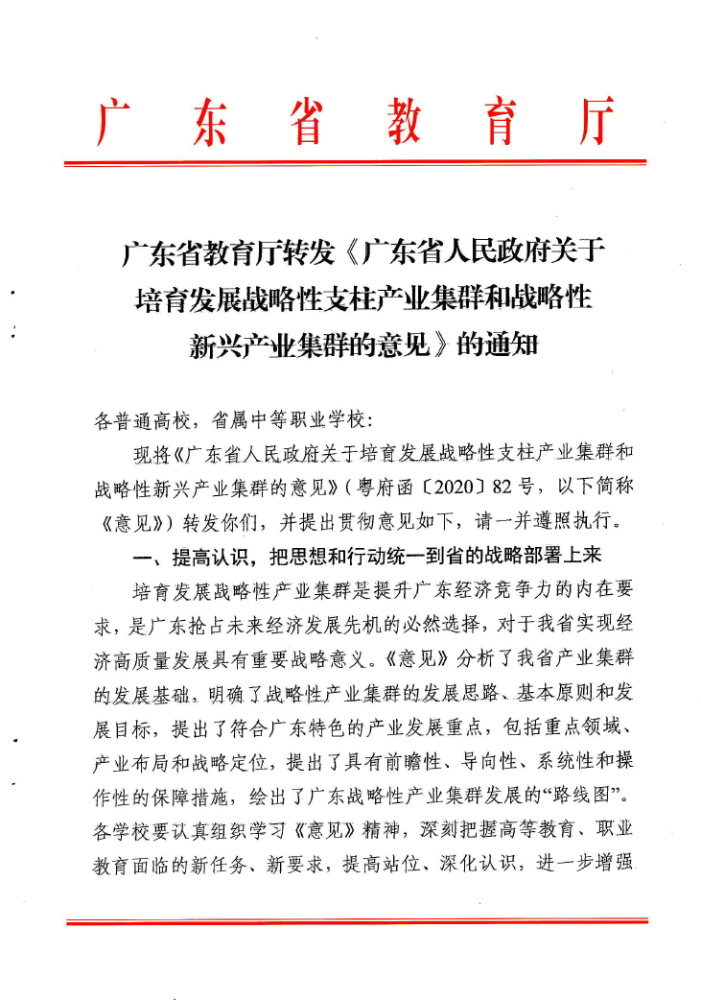 广东省教育厅
广东省教育厅转发《广东省人民政府关于
培育发展战略性支柱产业集群和战略性
新兴产业集群的意见》的通知
各普通高校，省属中等职业学校：
现将《广东省人民政府关于培育发展战略性支柱产业集群和
战略性新兴产业集群的意见》（粤府函〔2020〕82号，以下简称
《意见》）转发你们，并提出贯彻意见如下，请一并遵照执行。
一、提高认识，把思想和行动统一到省的战略部署上来
培育发展战略性产业集群是提升广东经济竞争力的内在要
求，是广东抢占未来经济发展先机的必然选择，对于我省实现经
济高质量发展具有重要战略意义。《意见》分析了我省产业集群
的发展基础，明确了战略性产业集群的发展思路、基本原则和发
展目标，提出了符合广东特色的产业发展重点，包括重点领域、
产业布局和战略定位，提出了具有前瞻性、导向性、系统性和操
作性的保障措施，绘出了广东战略性产业集群发展的“路线图”。
各学校要认真组织学习《意见》精神，深刻把握高等教育、职业
教育面临的新任务、新要求，提高站位、深化认识，进一步增强